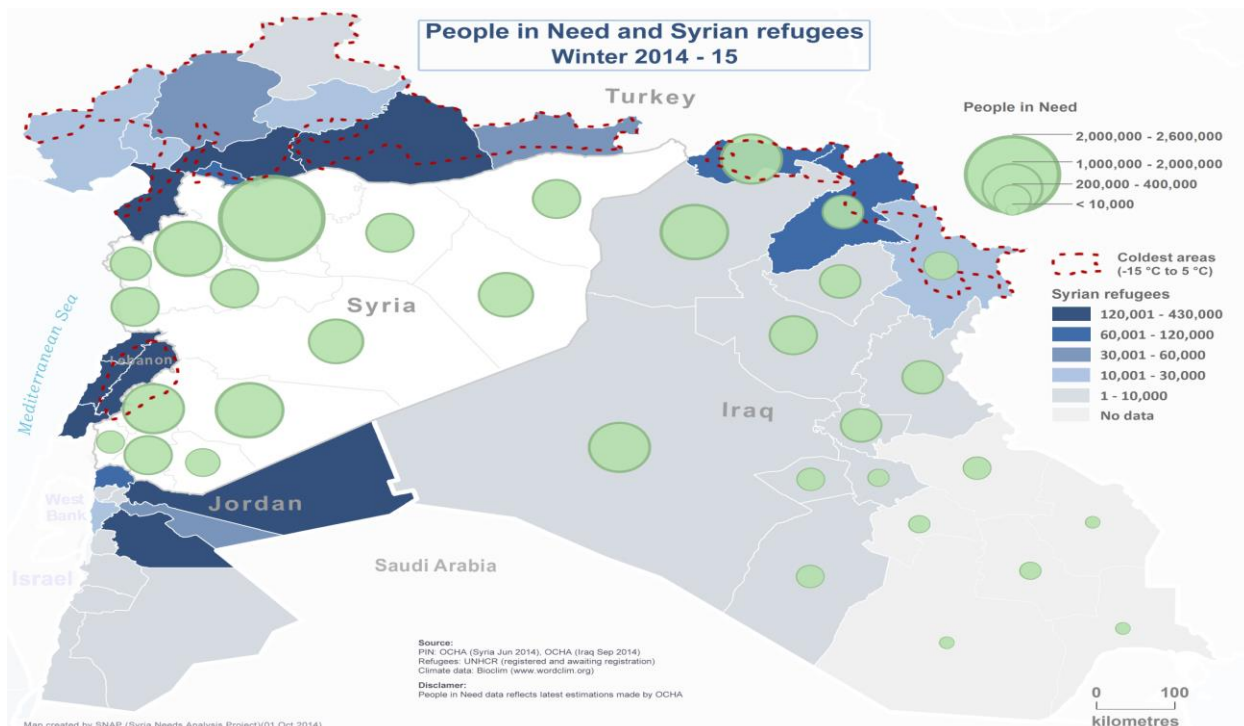 People in Need and Syrian refugees
Winter 2014 - 15
Turkey
People in Need
2,000,000 - 2,600,000
1,000,000 - 2,000,000
200,000 - 400,000
< 10,000
Coldest areas
(-15 °C to 5 °C)
Syrian refugees
120,001 - 430,000
60,001 - 120,000
30,001 - 60,000
10,001 - 30,000
1 - 10,000
No data
Syria
Mediterranean Sea
Lebanon
Iraq
Jordan
West
Bank
Israel
Saudi Arabia
Source:
PIN: OCHA (Syria Jun 2014), OCHA (Iraq Sep 2014)
Refugees: UNHCR (registered and awaiting registration)
Climate data: Bioclim (www.wordclim.org)
Disclamer:
People in Need data reflects latest estimations made by OCHA
0 100
kilometres
Map created by SNAP (Syria Needs Analysis Project)(01 Oct 2014)